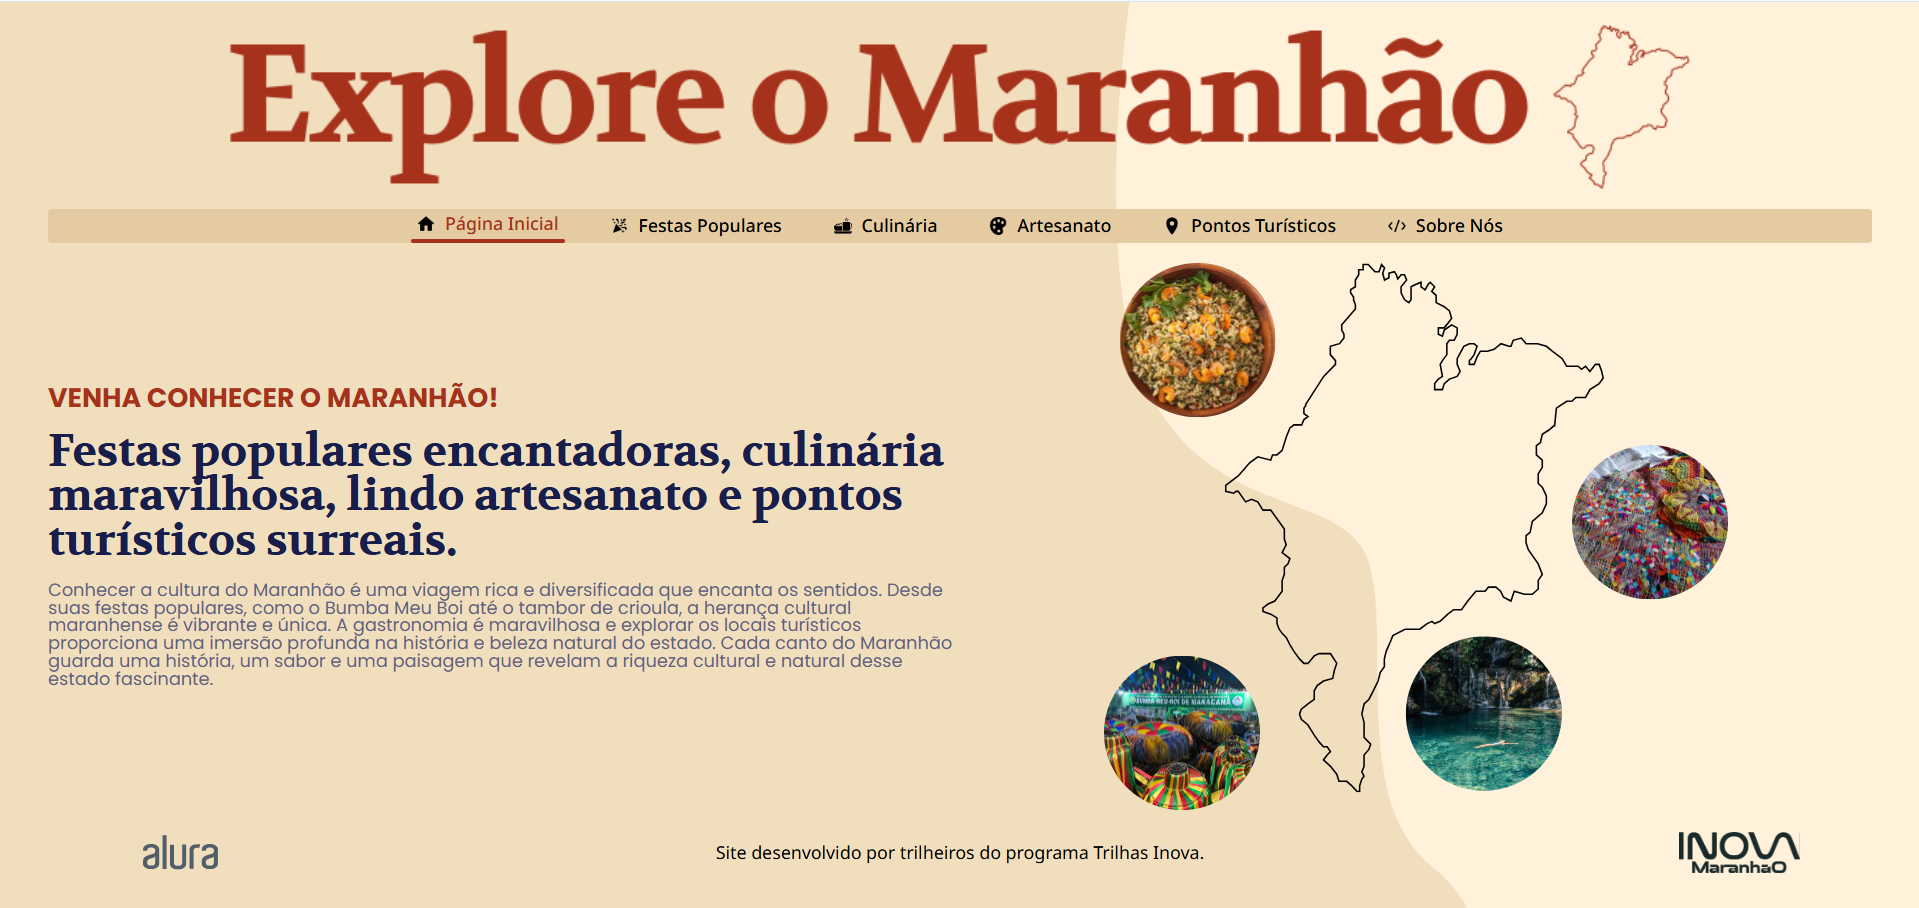 Explore o Maranhão
Página Inicial
Festas Populares
Culinária
Artesanato
Pontos Turísticos
Sobre Nós
VENHA CONHECER O MARANHÃO!
Festas populares encantadoras, culinária
maravilhosa, lindo artesanato e pontos
turísticos surreais.
Conhecer a cultura do Maranhão é uma viagem rica e diversificada que encanta os sentidos. Desde
suas festas populares, como o Bumba Meu Boi até o tambor de crioula, a herança cultural
maranhense é vibrante e única. A gastronomia é maravilhosa e explorar os locais turísticos
proporciona uma imersão profunda na história e beleza natural do estado. Cada canto do Maranhão
guarda uma história, um sabor e uma paisagem que revelam a riqueza cultural e natural desse
estado fascinante.
BUMBA-MEU-BOI DE MARACANÃ
alura
Site desenvolvido por trilheiros do programa Trilhas Inova.
INOVA
MaranhãO